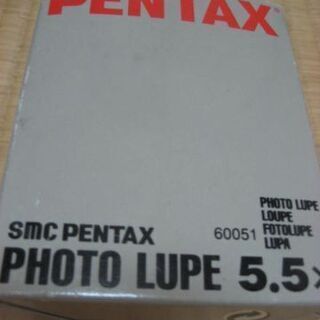 PENTAX®
PHOTO LUPE
LOUPE
smc PENTAX 60051 FOTOLUPE
LUPA
PHOTO LUPE 5.5×